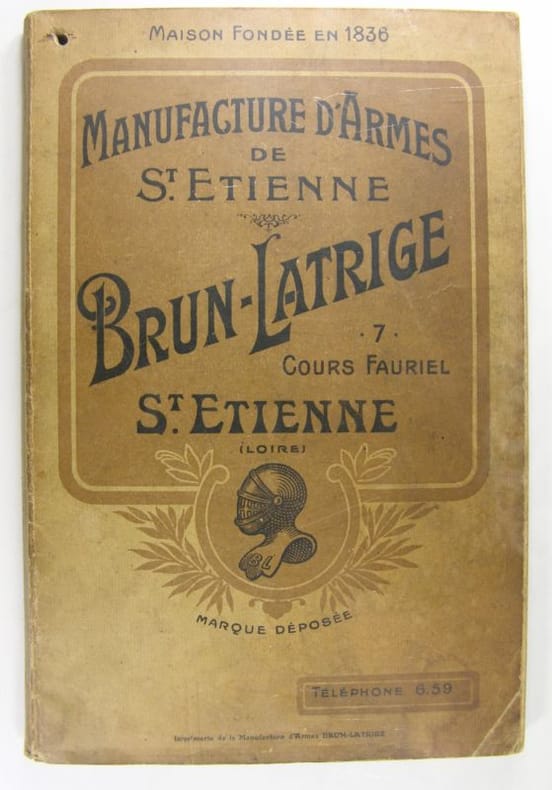 MAISON FONDÉE EN 1836
MANUFACTURE D'ARMES
DE
ST. ETIENNE
BRUN-LATRIGE
· 7 ·
COURS FAURIEL
ST. ETIENNE
(LOIRE)
BL
MARQUE DÉPOSÉE
TÉLÉPHONE 6.59
Imprimerie de la Manufacture d'Armes BRUN-LATRIGE